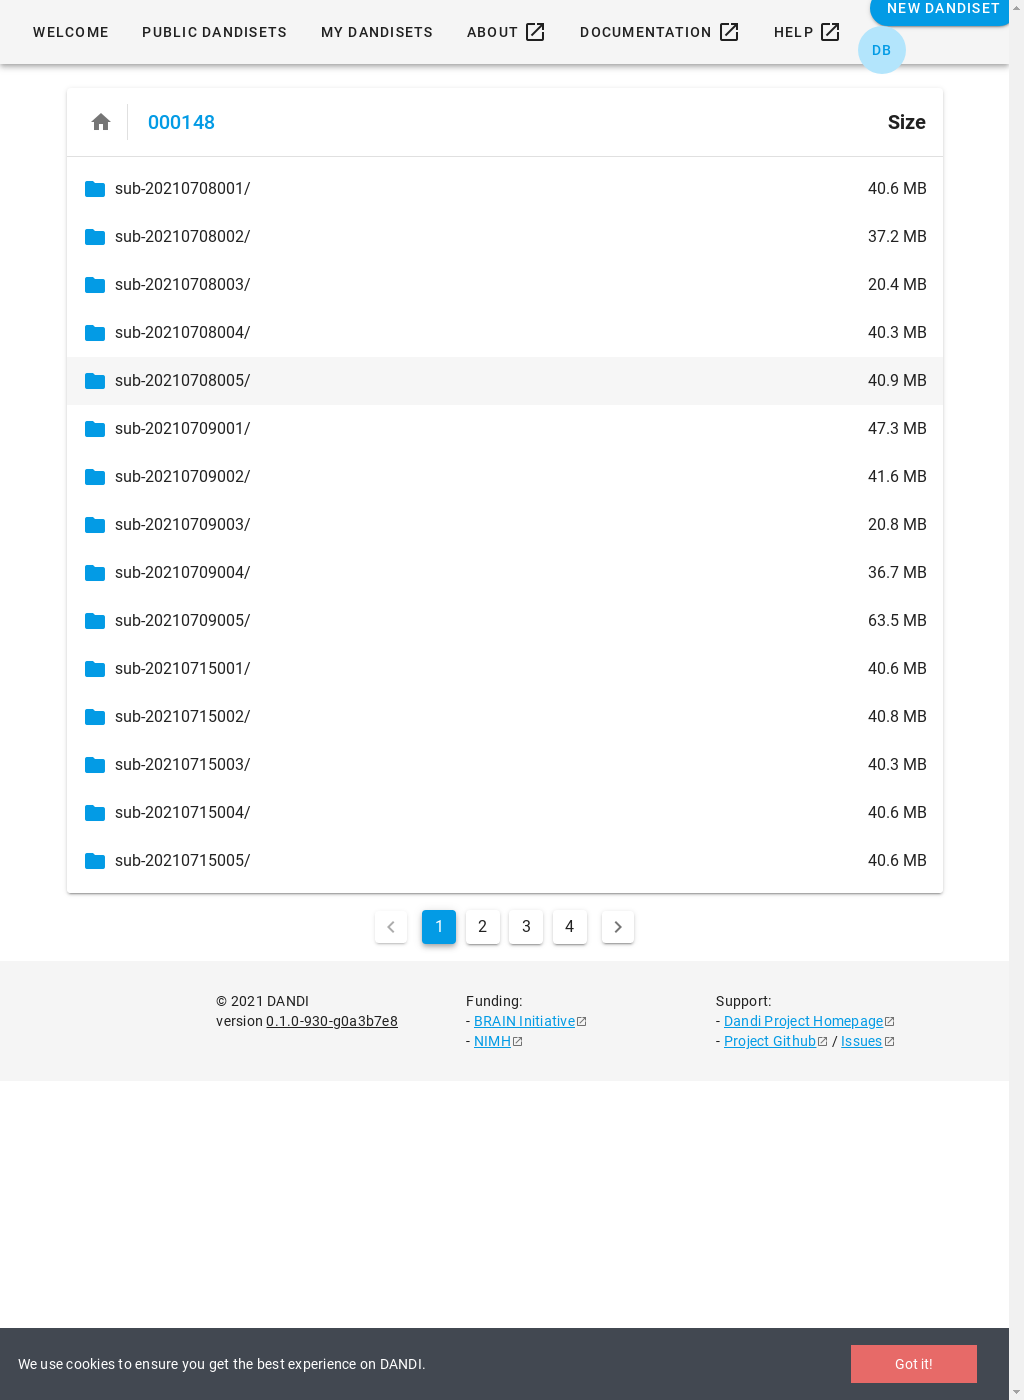 WELCOME PUBLIC DANDISETS MY DANDISETS ABOUT DOCUMENTATION HELP NEW DANDISET
DB
000148 Size
sub-20210708001/ 40.6 MB
sub-20210708002/ 37.2 MB
sub-20210708003/ 20.4 MB
sub-20210708004/ 40.3 MB
sub-20210708005/ 40.9 MB
sub-20210709001/ 47.3 MB
sub-20210709002/ 41.6 MB
sub-20210709003/ 20.8 MB
sub-20210709004/ 36.7 MB
sub-20210709005/ 63.5 MB
sub-20210715001/ 40.6 MB
sub-20210715002/ 40.8 MB
sub-20210715003/ 40.3 MB
sub-20210715004/ 40.6 MB
sub-20210715005/ 40.6 MB
1 2 3 4
© 2021 DANDI
version 0.1.0-930-g0a3b7e8
Funding:
- BRAIN Initiative
- NIMH
Support:
- Dandi Project Homepage
- Project Github / Issues
We use cookies to ensure you get the best experience on DANDI. Got it!